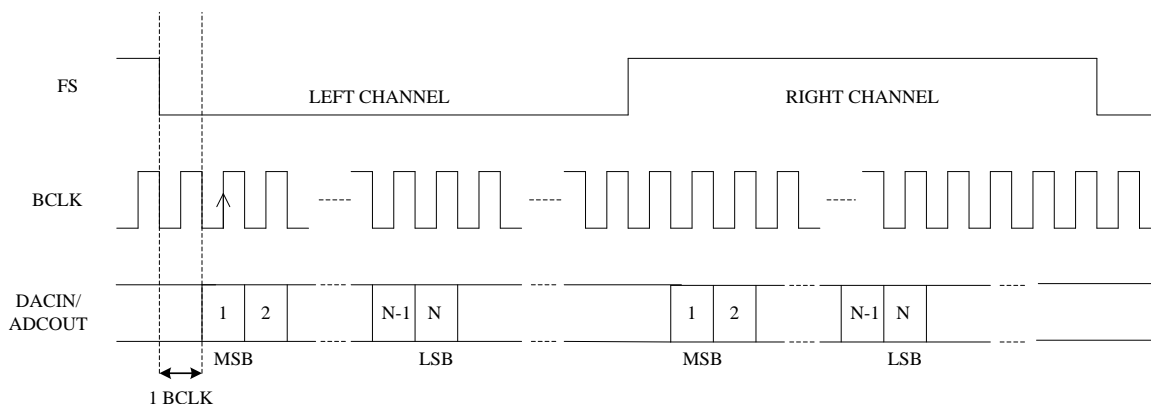 FS
LEFT CHANNEL
RIGHT CHANNEL
BCLK
DACIN/
ADCOUT
1
2
N-1
N
1
2
N-1
N
MSB
LSB
MSB
LSB
1 BCLK